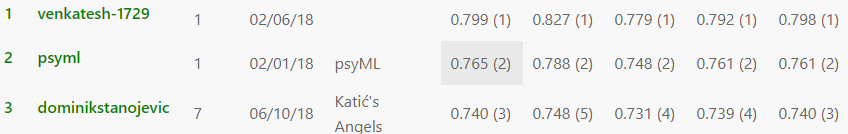 1 venkatesh-1729 1 02/06/18 0.799 (1) 0.827 (1) 0.779 (1) 0.792 (1) 0.798 (1)
2 psyml 1 02/01/18 psyML 0.765 (2) 0.788 (2) 0.748 (2) 0.761 (2) 0.761 (2)
3 dominikstanojevic 7 06/10/18 Katić's 0.740 (3) 0.748 (5) 0.731 (4) 0.739 (4) 0.740 (3)
Angels